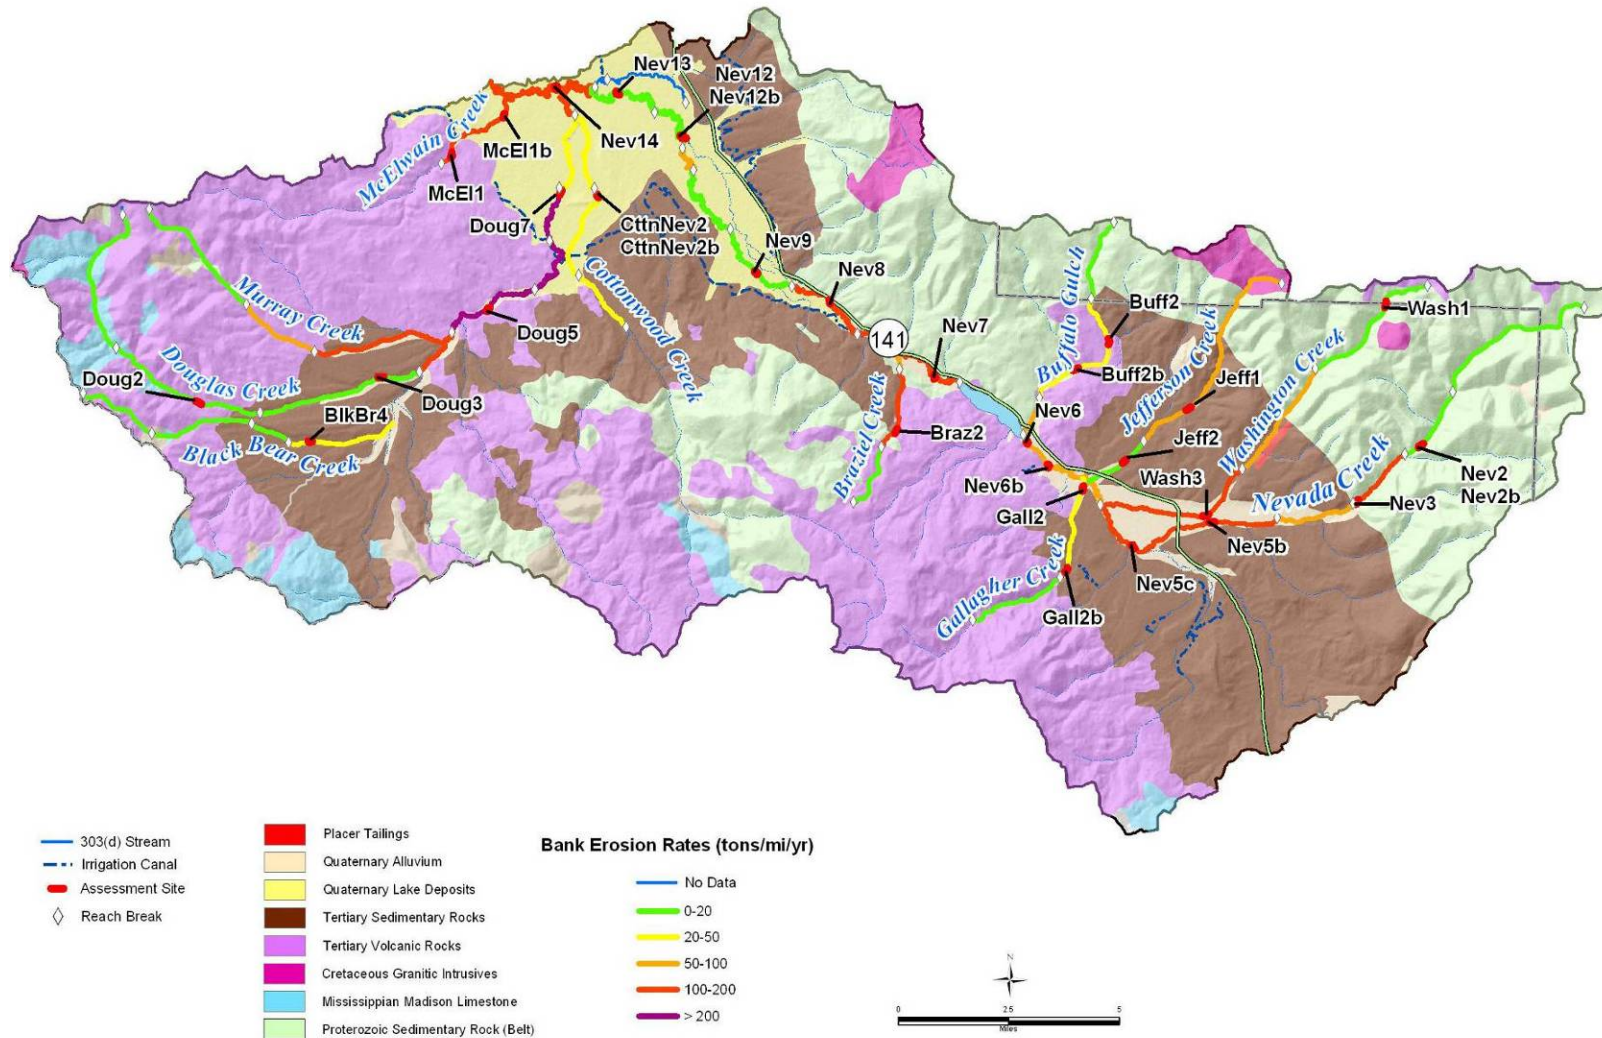 Nev13
Nev12
Nev12b
McElwain Creek
McEl1b
Nev14
McEl1
Doug7
CttnNev2
CttnNev2b
Nev9
Nev8
Murray Creek
Cottonwood Creek
Buffalo Gulch
Buff2
Wash1
Doug5
141
Nev7
Jefferson Creek
Washington Creek
Buff2b
Jeff1
Douglas Creek
Doug2
Doug3
BlkBr4
Black Bear Creek
Braziel Creek
Braz2
Nev6
Jeff2
Nev6b
Wash3
Nevada Creek
Nev2
Nev2b
Nev3
Gall2
Nev5b
Nev5c
Gallagher Creek
Gall2b
303(d) Stream
Irrigation Canal
Assessment Site
Reach Break
Placer Tailings
Quaternary Alluvium
Quaternary Lake Deposits
Tertiary Sedimentary Rocks
Tertiary Volcanic Rocks
Cretaceous Granitic Intrusives
Mississippian Madison Limestone
Proterozoic Sedimentary Rock (Belt)
Bank Erosion Rates (tons/mi/yr)
No Data
0-20
20-50
50-100
100-200
> 200
N
0 2.5 5
Miles